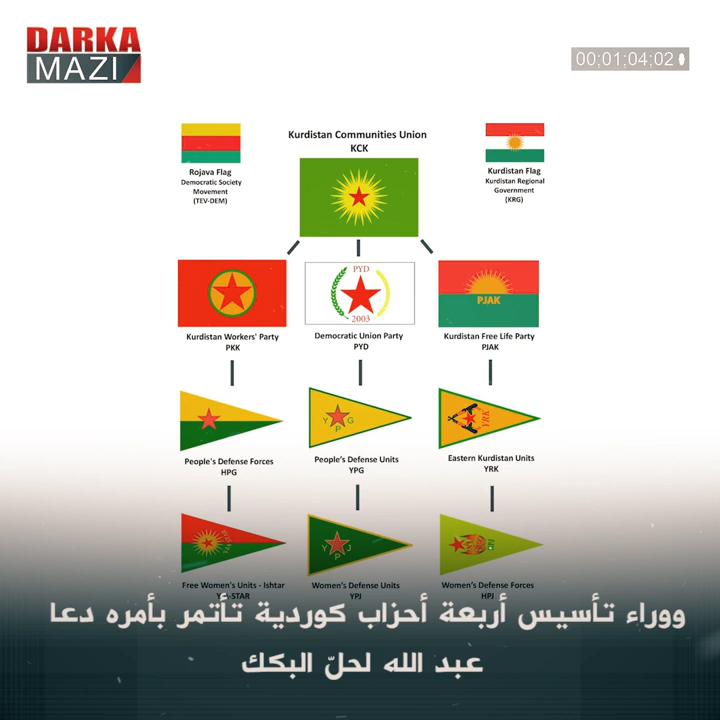 DARKA
MAZI
00;01;04;02
Kurdistan Communities Union
KCK
Rojava Flag
Democratic Society
Movement
(TEV-DEM)
Kurdistan Flag
Kurdistan Regional
Government
(KRG)
PYD
2003
PJAK
Kurdistan Workers' Party
PKK
Democratic Union Party
PYD
Kurdistan Free Life Party
PJAK
Y P G
YRK
People's Defense Forces
HPG
People's Defense Units
YPG
Eastern Kurdistan Units
YRK
Y P J
Free Women's Units - Ishtar
Women's Defense Units
YPJ
Women's Defense Forces
HPJ
ووراء تأسيس أربعة أحزاب كوردية تأتمر بأمره دعا
عبد الله لحلّ البكك